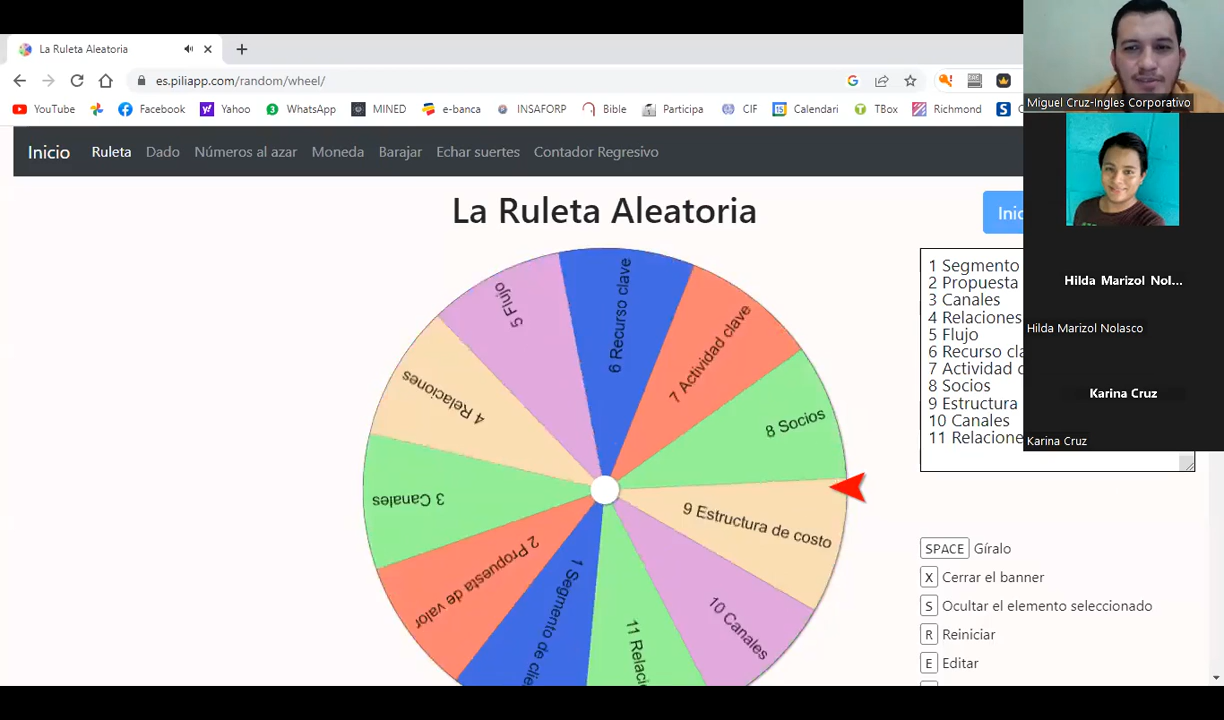 La Ruleta Aleatoria
es.piliapp.com/random/wheel/
YouTube Facebook Yahoo WhatsApp MINED e-banca INSAFORP Bible Participa CIF Calendari TBox Richmond C
Inicio Ruleta Dado Números al azar Moneda Barajar Echar suertes Contador Regresivo
La Ruleta Aleatoria
Inic
1 Segmento
2 Propuesta
3 Canales
4 Relaciones
5 Flujo
6 Recurso cla
7 Actividad c
8 Socios
9 Estructura
10 Canales
11 Relacione
5 Flujo
6 Recurso clave
7 Actividad clave
8 Socios
9 Estructura de costo
10 Canales
11 Relaci
1 Segmento de clie
2 Propuesta de valor
3 Canales
4 Relaciones
SPACE Gíralo
X Cerrar el banner
S Ocultar el elemento seleccionado
R Reiniciar
E Editar
Miguel Cruz-Ingles Corporativo
Hilda Marizol Nol...
Hilda Marizol Nolasco
Karina Cruz
Karina Cruz